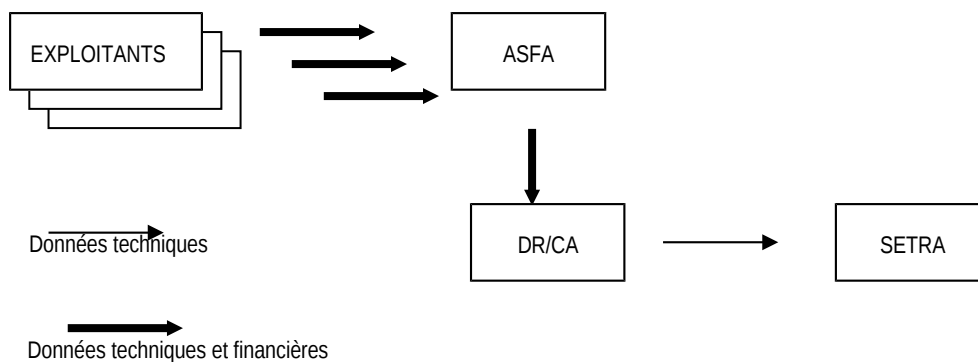 EXPLOITANTS
ASFA
Données techniques
DR/CA
SETRA
Données techniques et financières